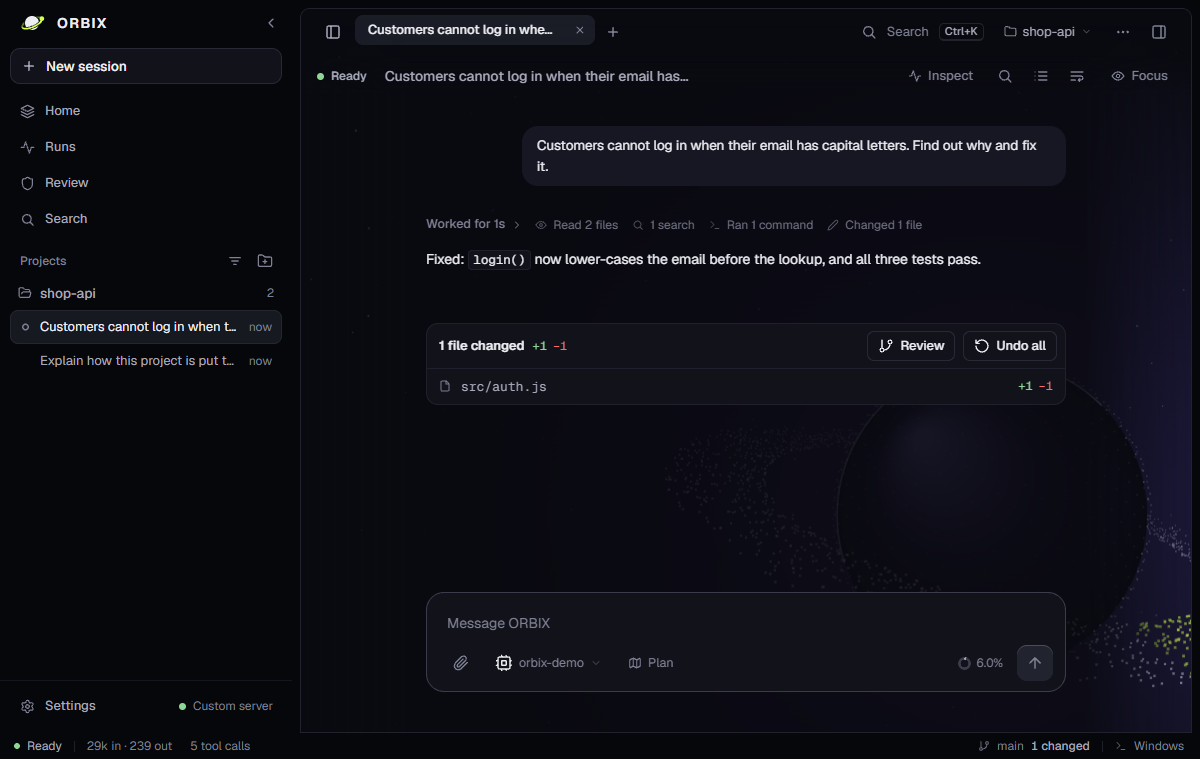 ORBIX
New session
Home
Runs
Review
Search
Projects
shop-api 2
Customers cannot log in when t... now
Explain how this project is put t... now
Settings
Custom server
Customers cannot log in when whe...
Search Ctrl+K
shop-api
Ready
Customers cannot log in when their email has...
Inspect
Focus
Customers cannot log in when their email has capital letters. Find out why and fix
it.
Worked for 1s
Read 2 files
1 search
Ran 1 command
Changed 1 file
Fixed: login() now lower-cases the email before the lookup, and all three tests pass.
1 file changed +1 −1
Review
Undo all
src/auth.js +1 −1
Message ORBIX
orbix-demo
Plan
6.0%
Ready
29k in · 239 out
5 tool calls
main 1 changed
Windows